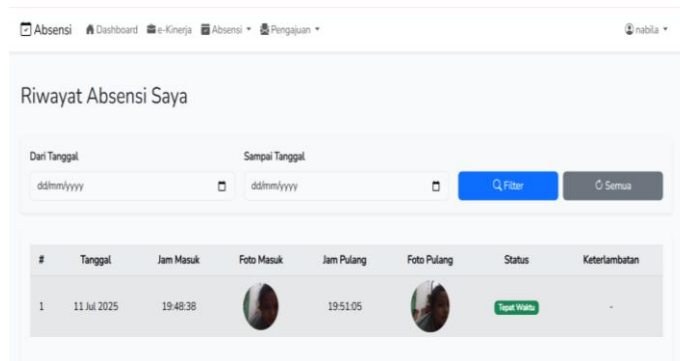 Absensi Dashboard e-Kinerja Absensi Pengajuan nabila
Riwayat Absensi Saya
Dari Tanggal Sampai Tanggal
dd/mm/yyyy dd/mm/yyyy Filter Semua
# Tanggal Jam Masuk Foto Masuk Jam Pulang Foto Pulang Status Keterlambatan
1 11 Jul 2025 19:48:38 19:51:05 Tepat Waktu -